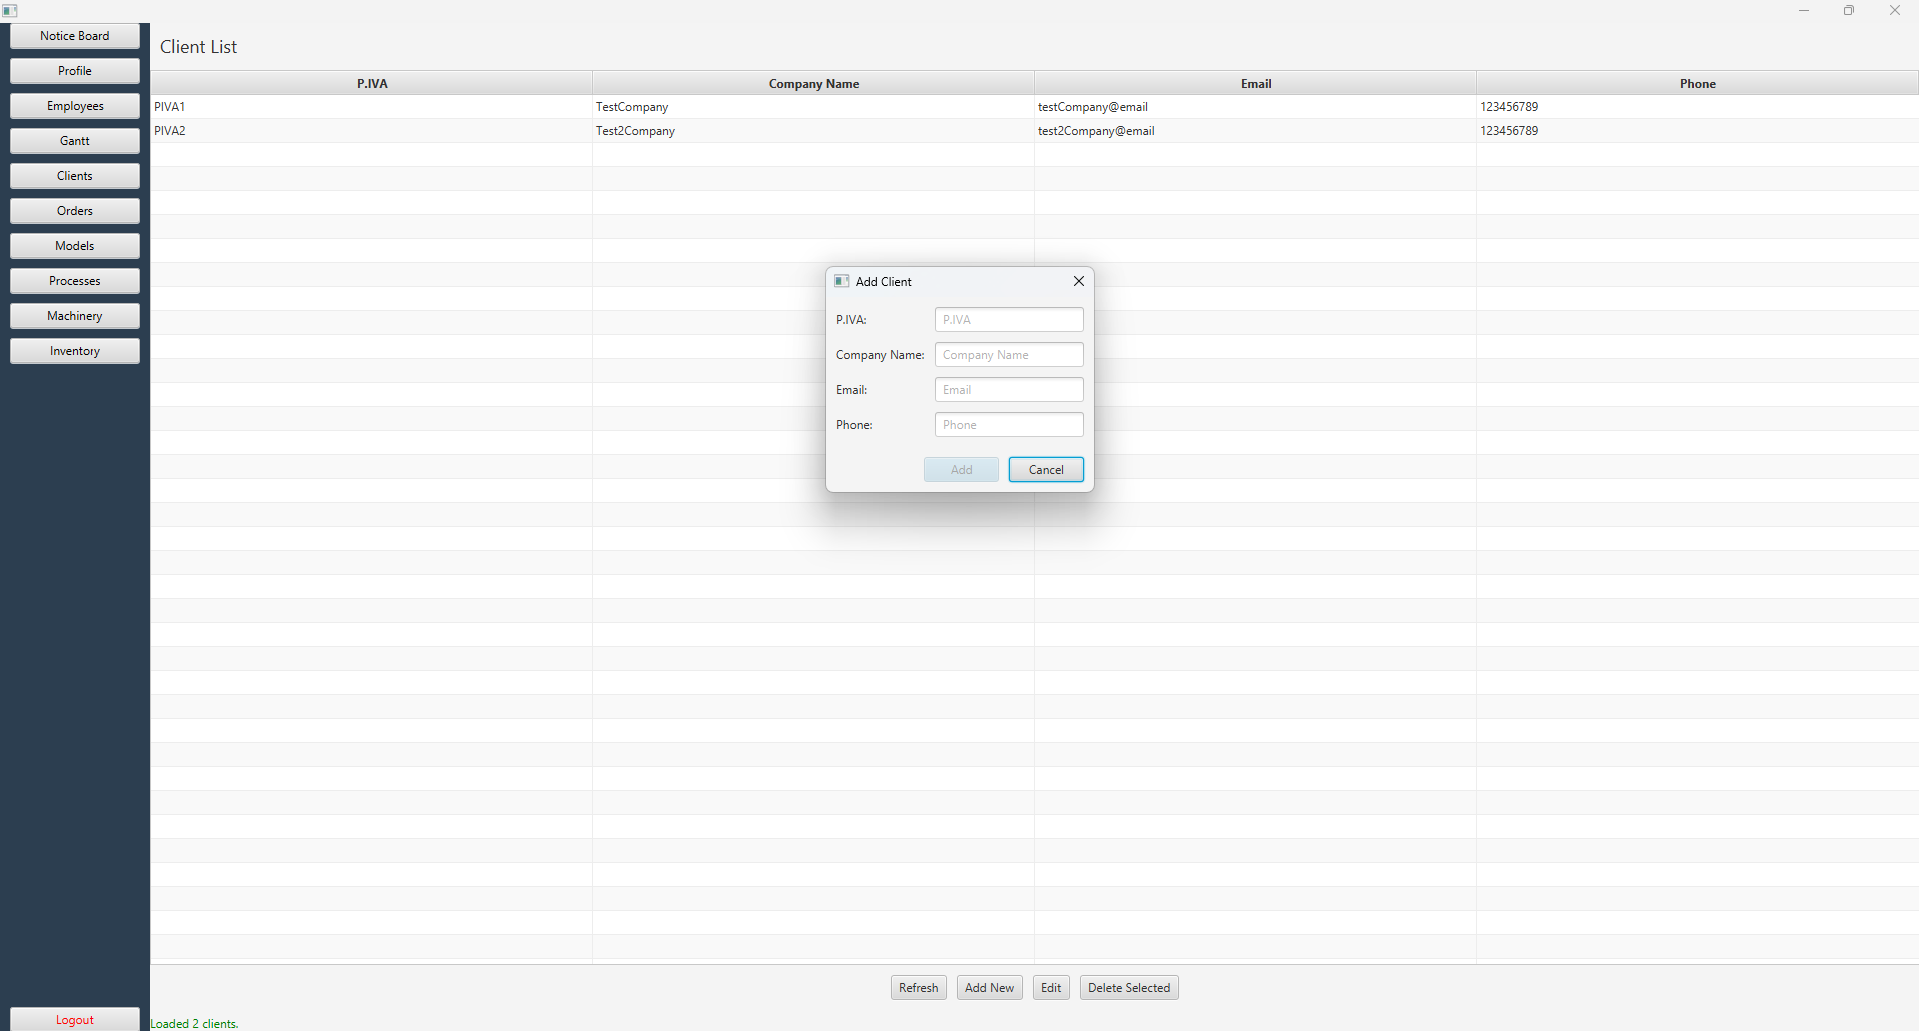 Notice Board
Profile
Employees
Gantt
Clients
Orders
Models
Processes
Machinery
Inventory
Logout
Client List
P.IVA Company Name Email Phone
PIVA1 TestCompany testCompany@email 123456789
PIVA2 Test2Company test2Company@email 123456789
Add Client
P.IVA: P.IVA
Company Name: Company Name
Email: Email
Phone: Phone
Add Cancel
Refresh Add New Edit Delete Selected
Loaded 2 clients.